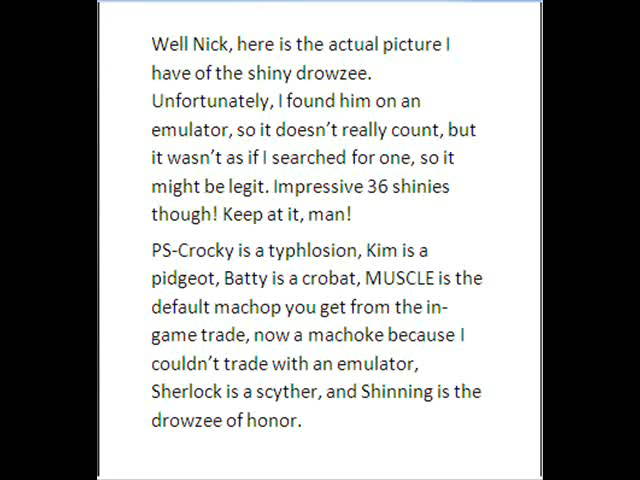 Well Nick, here is the actual picture I
have of the shiny drowzee.
Unfortunately, I found him on an
emulator, so it doesn’t really count, but
it wasn’t as if I searched for one, so it
might be legit. Impressive 36 shinies
though! Keep at it, man!
PS-Crocky is a typhlosion, Kim is a
pidgeot, Batty is a crobat, MUSCLE is the
default machop you get from the in-
game trade, now a machoke because I
couldn’t trade with an emulator,
Sherlock is a scyther, and Shinning is the
drowzee of honor.